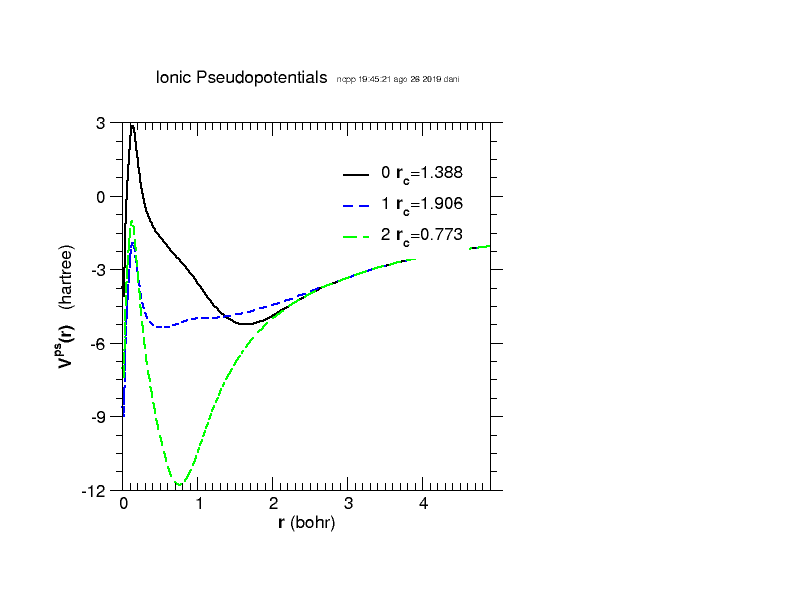 Ionic Pseudopotentials ncpp 19:45:21 ago 26 2019 dani
3
0
-3
-6
-9
-12
V^ps(r) (hartree)
0 r_c=1.388
1 r_c=1.906
2 r_c=0.773
0 1 2 3 4
r (bohr)